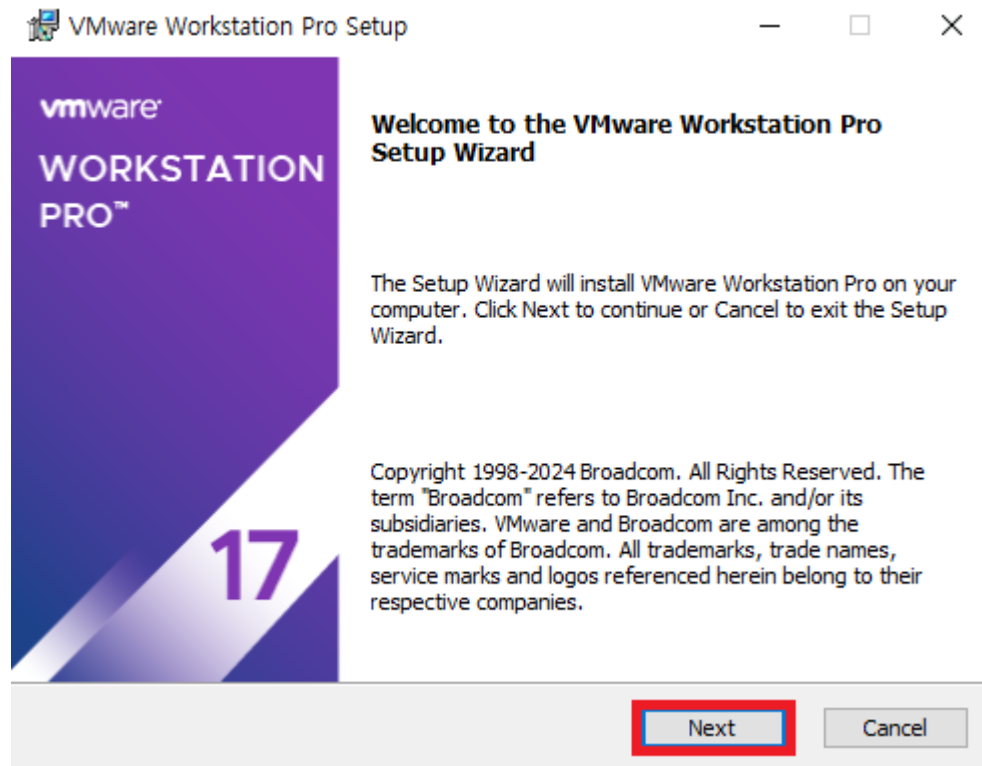 VMware Workstation Pro Setup
vmware
WORKSTATION
PRO™
17
Welcome to the VMware Workstation Pro
Setup Wizard
The Setup Wizard will install VMware Workstation Pro on your
computer. Click Next to continue or Cancel to exit the Setup
Wizard.
Copyright 1998-2024 Broadcom. All Rights Reserved. The
term "Broadcom" refers to Broadcom Inc. and/or its
subsidiaries. VMware and Broadcom are among the
trademarks of Broadcom. All trademarks, trade names,
service marks and logos referenced herein belong to their
respective companies.
Next
Cancel